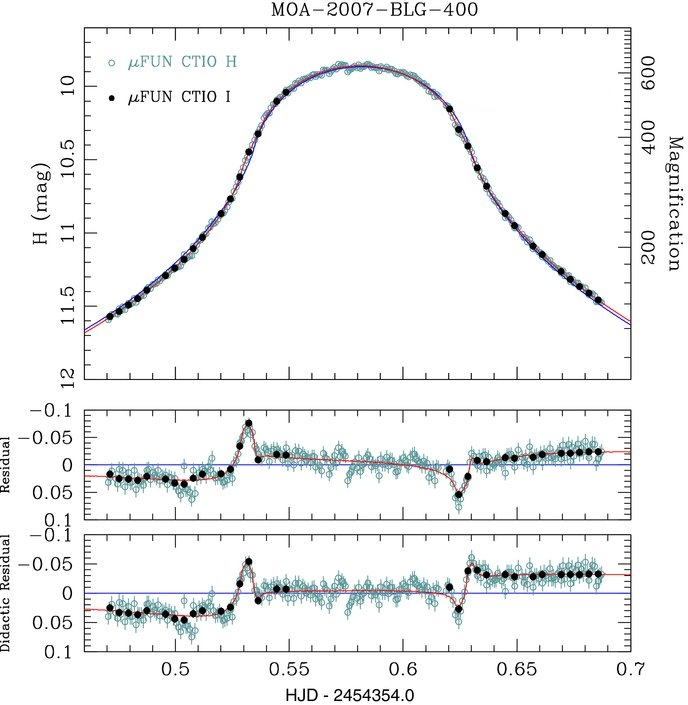 MOA-2007-BLG-400
μFUN CTIO H
μFUN CTIO I
H (mag)
10
10.5
11
11.5
12
Magnification
600
400
200
Residual
−0.1
−0.05
0
0.05
0.1
Didactic Residual
−0.1
−0.05
0
0.05
0.1
0.5
0.55
0.6
0.65
0.7
HJD - 2454354.0